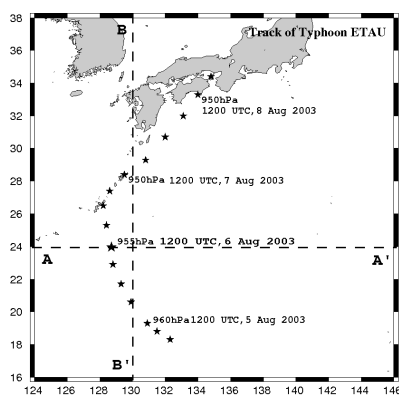 Track of Typhoon ETAU
38
36
34
32
30
28
26
24
22
20
18
16
B
950hPa
1200 UTC,8 Aug 2003
950hPa 1200 UTC,7 Aug 2003
955hPa 1200 UTC,6 Aug 2003
A
A'
960hPa1200 UTC,5 Aug 2003
B'
124 126 128 130 132 134 136 138 140 142 144 146